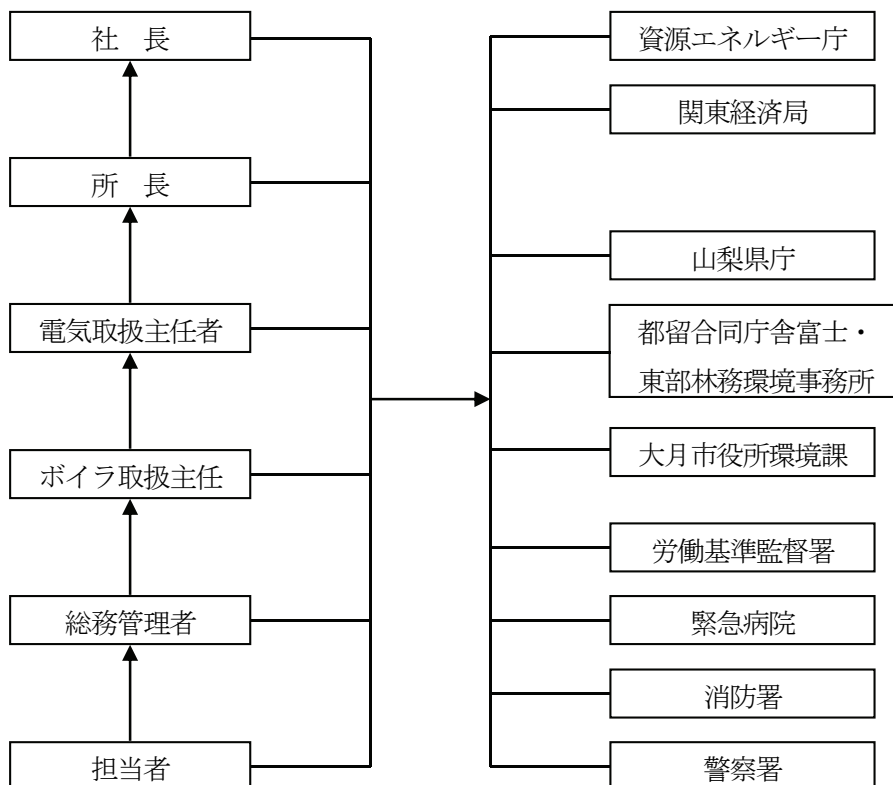 社　長
所　長
電気取扱主任者
ボイラ取扱主任
総務管理者
担当者
資源エネルギー庁
関東経済局
山梨県庁
都留合同庁舎富士・
東部林務環境事務所
大月市役所環境課
労働基準監督署
緊急病院
消防署
警察署